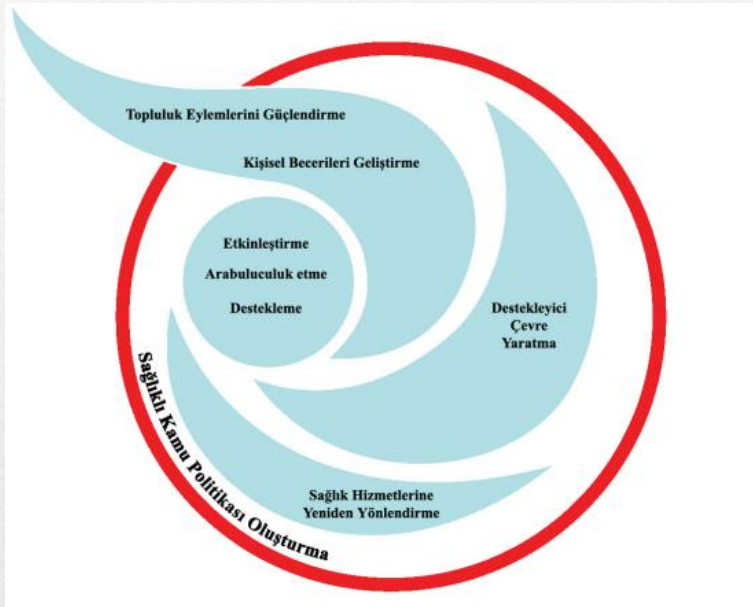 Topluluk Eylemlerini Güçlendirme
Kişisel Becerileri Geliştirme
Etkinleştirme
Arabuluculuk etme
Destekleme
Destekleyici
Çevre
Yaratma
Sağlık Hizmetlerine
Yeniden Yönlendirme
Sağlıklı Kamu Politikası Oluşturma